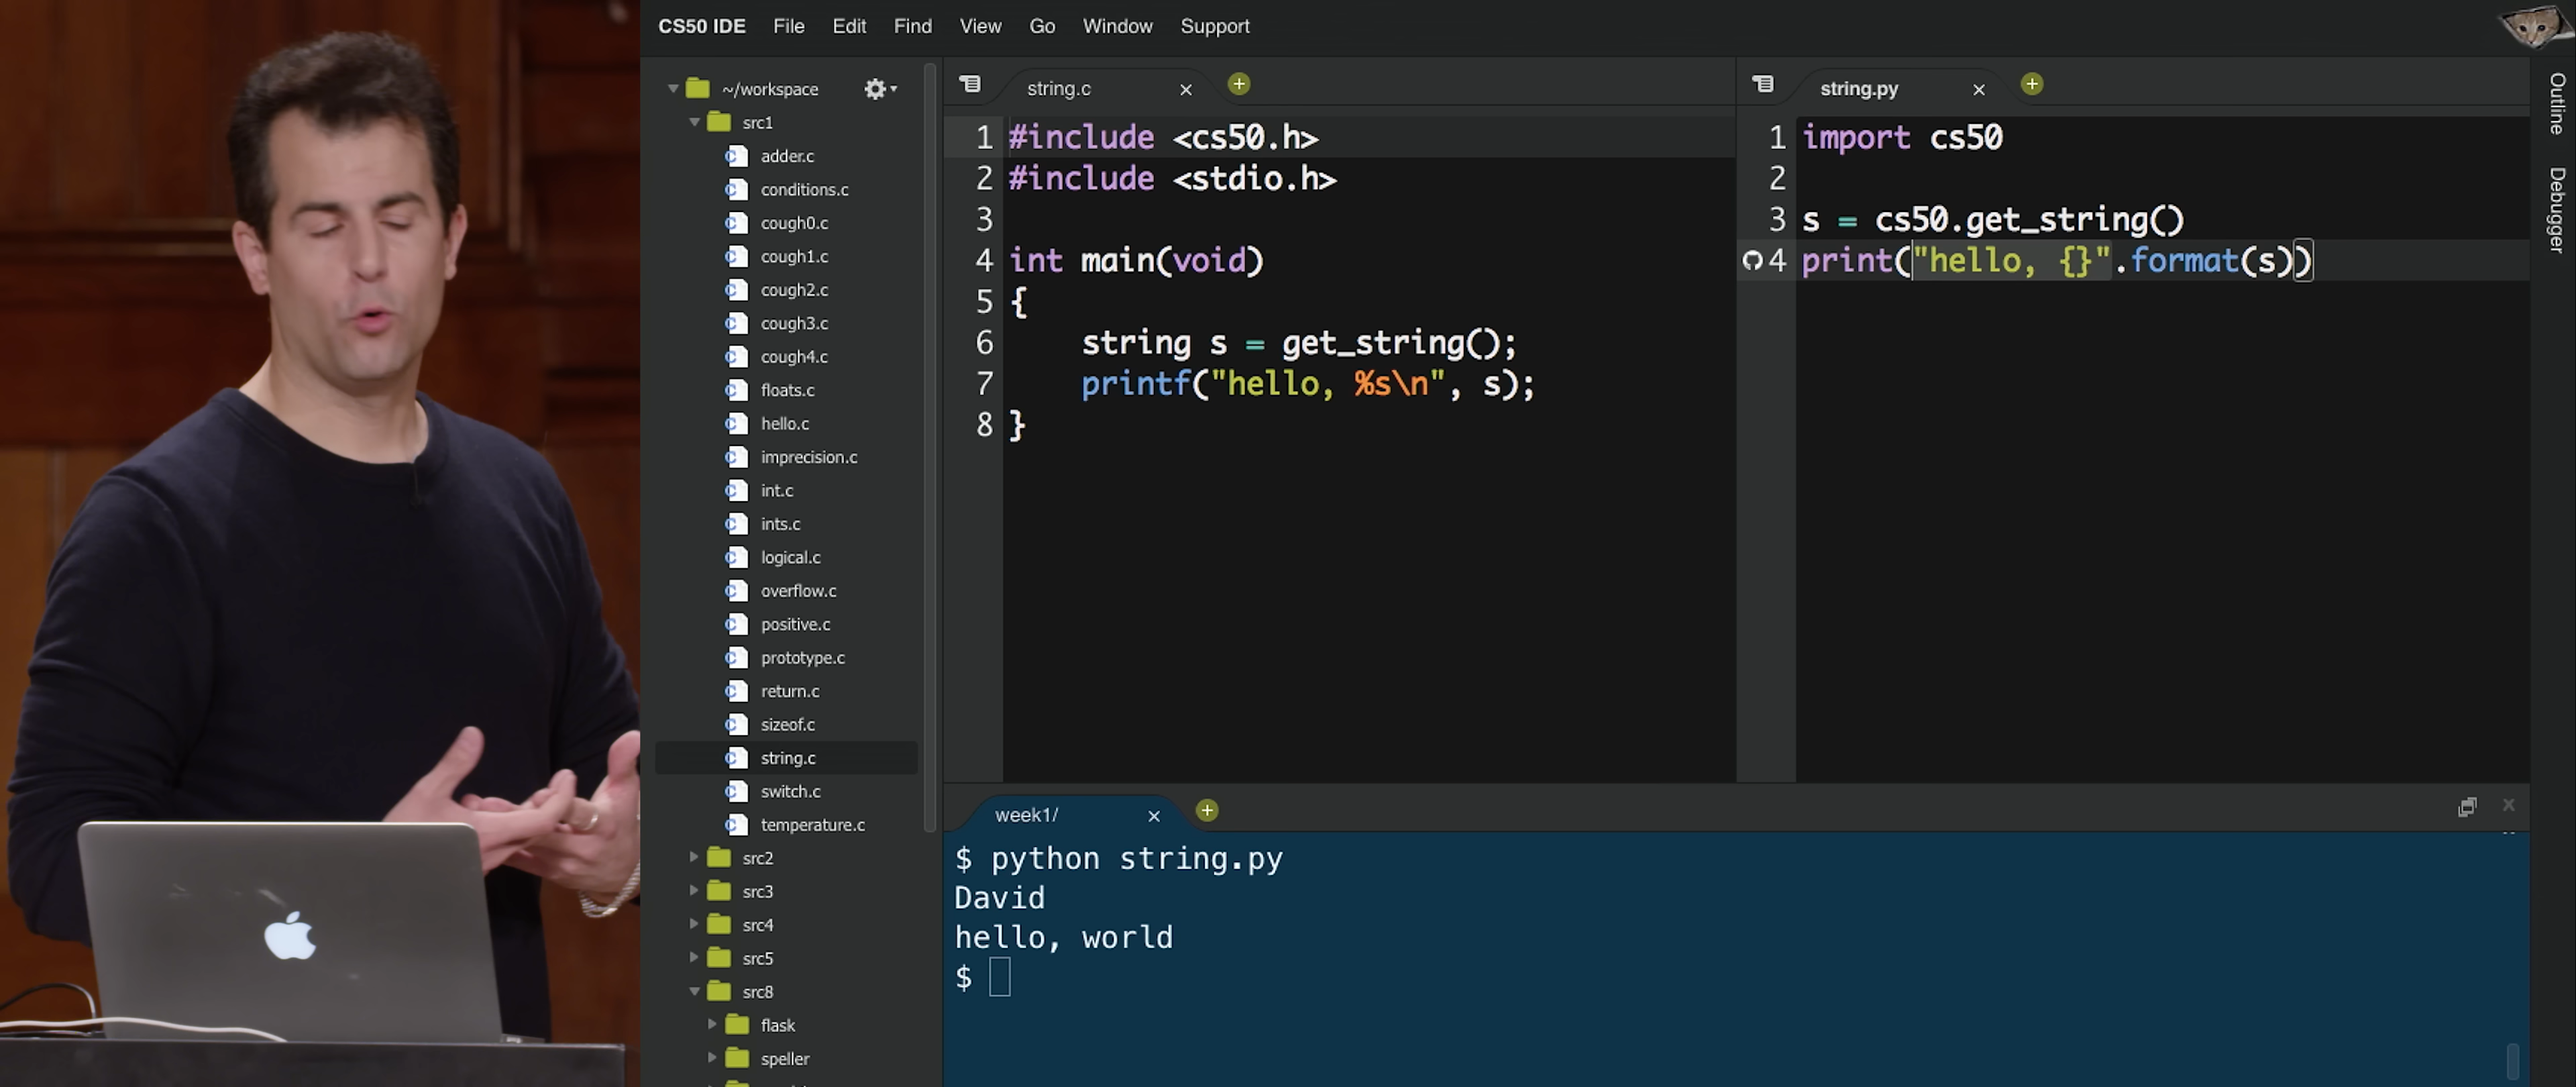 CS50 IDE File Edit Find View Go Window Support
~/workspace
src1
adder.c
conditions.c
cough0.c
cough1.c
cough2.c
cough3.c
cough4.c
floats.c
hello.c
imprecision.c
int.c
ints.c
logical.c
overflow.c
positive.c
prototype.c
return.c
sizeof.c
string.c
switch.c
temperature.c
src2
src3
src4
src5
src8
flask
speller
string.c
1 #include <cs50.h>
2 #include <stdio.h>
3
4 int main(void)
5 {
6     string s = get_string();
7     printf("hello, %s\n", s);
8 }
string.py
1 import cs50
2
3 s = cs50.get_string()
4 print("hello, {}".format(s))
Outline
Debugger
week1/
$ python string.py
David
hello, world
$